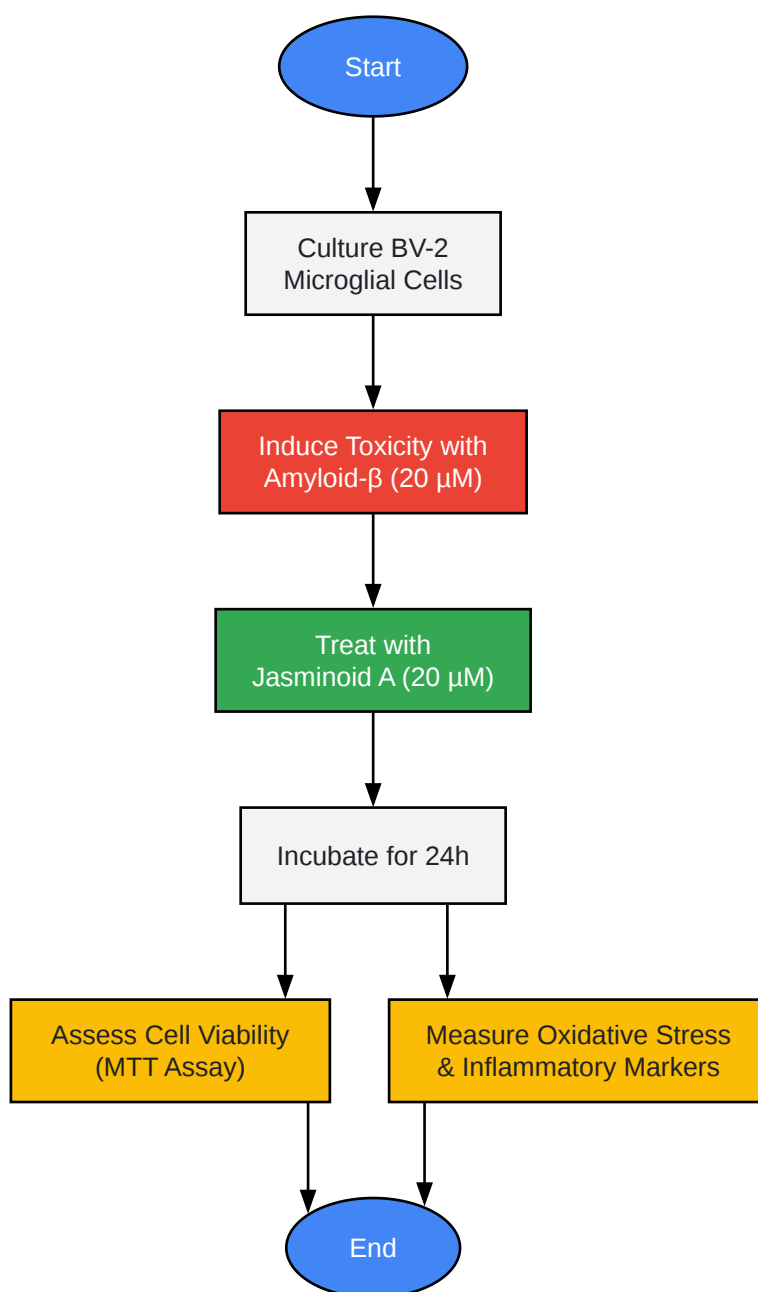 Start
Culture BV-2
Microglial Cells
Induce Toxicity with
Amyloid-β (20 µM)
Treat with
Jasminoid A (20 µM)
Incubate for 24h
Assess Cell Viability
(MTT Assay)
Measure Oxidative Stress
& Inflammatory Markers
End